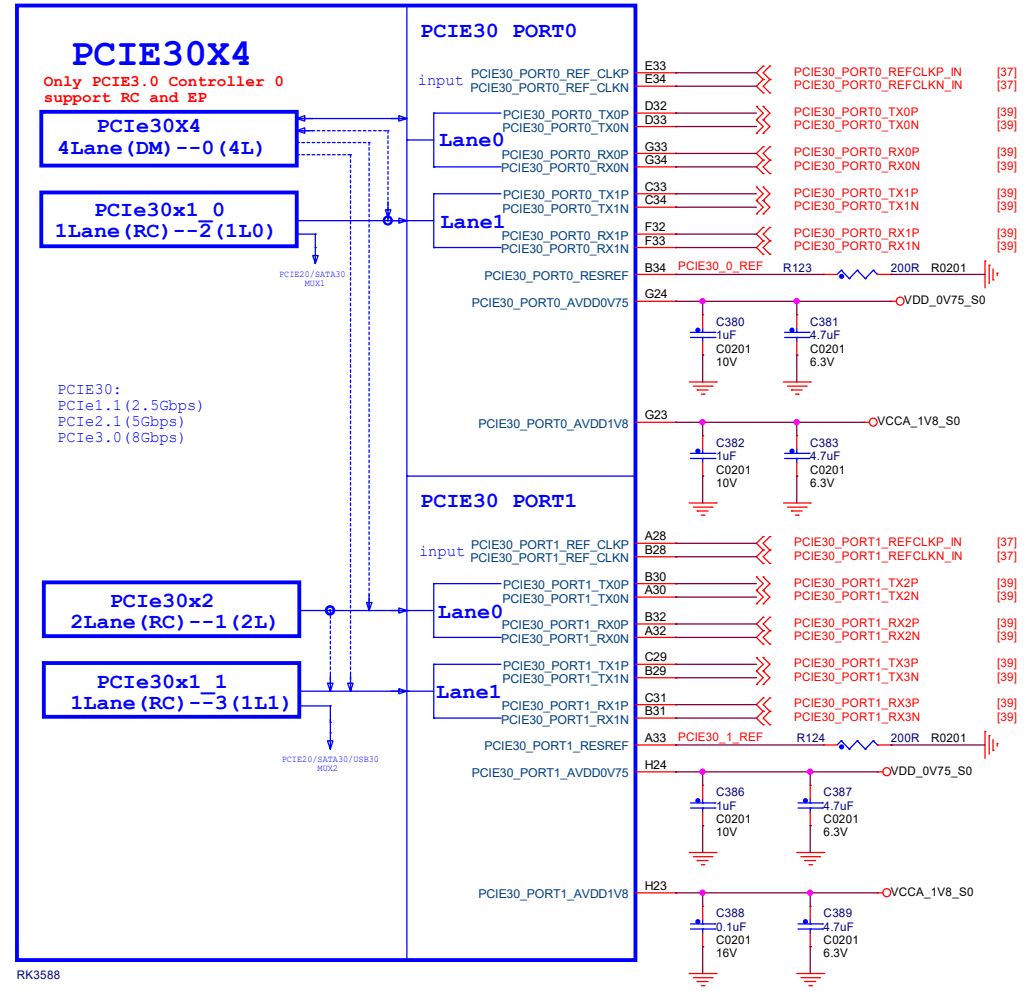 PCIE30X4
Only PCIE3.0 Controller 0
support RC and EP
PCIe30X4
4Lane(DM)--0(4L)
PCIe30x1_0
1Lane(RC)--2(1L0)
PCIE20/SATA30
MUX1
PCIE30:
PCIe1.1(2.5Gbps)
PCIe2.1(5Gbps)
PCIe3.0(8Gbps)
PCIe30x2
2Lane(RC)--1(2L)
PCIe30x1_1
1Lane(RC)--3(1L1)
PCIE20/SATA30/USB30
MUX2
RK3588
PCIE30 PORT0
input
PCIE30_PORT0_REF_CLKP E33 PCIE30_PORT0_REFCLKP_IN [37]
PCIE30_PORT0_REF_CLKN E34 PCIE30_PORT0_REFCLKN_IN [37]
Lane0
PCIE30_PORT0_TX0P D32 PCIE30_PORT0_TX0P [39]
PCIE30_PORT0_TX0N D33 PCIE30_PORT0_TX0N [39]
PCIE30_PORT0_RX0P G33 PCIE30_PORT0_RX0P [39]
PCIE30_PORT0_RX0N G34 PCIE30_PORT0_RX0N [39]
Lane1
PCIE30_PORT0_TX1P C33 PCIE30_PORT0_TX1P [39]
PCIE30_PORT0_TX1N C34 PCIE30_PORT0_TX1N [39]
PCIE30_PORT0_RX1P F32 PCIE30_PORT0_RX1P [39]
PCIE30_PORT0_RX1N F33 PCIE30_PORT0_RX1N [39]
PCIE30_PORT0_RESREF B34 PCIE30_0_REF R123 200R R0201
PCIE30_PORT0_AVDD0V75 G24 VDD_0V75_S0
C380 C381
1uF 4.7uF
C0201 C0201
10V 6.3V
PCIE30_PORT0_AVDD1V8 G23 VCCA_1V8_S0
C382 C383
1uF 4.7uF
C0201 C0201
10V 6.3V
PCIE30 PORT1
input
PCIE30_PORT1_REF_CLKP A28 PCIE30_PORT1_REFCLKP_IN [37]
PCIE30_PORT1_REF_CLKN B28 PCIE30_PORT1_REFCLKN_IN [37]
Lane0
PCIE30_PORT1_TX0P B30 PCIE30_PORT1_TX2P [39]
PCIE30_PORT1_TX0N A30 PCIE30_PORT1_TX2N [39]
PCIE30_PORT1_RX0P B32 PCIE30_PORT1_RX2P [39]
PCIE30_PORT1_RX0N A32 PCIE30_PORT1_RX2N [39]
Lane1
PCIE30_PORT1_TX1P C29 PCIE30_PORT1_TX3P [39]
PCIE30_PORT1_TX1N B29 PCIE30_PORT1_TX3N [39]
PCIE30_PORT1_RX1P C31 PCIE30_PORT1_RX3P [39]
PCIE30_PORT1_RX1N B31 PCIE30_PORT1_RX3N [39]
PCIE30_PORT1_RESREF A33 PCIE30_1_REF R124 200R R0201
PCIE30_PORT1_AVDD0V75 H24 VDD_0V75_S0
C386 C387
1uF 4.7uF
C0201 C0201
10V 6.3V
PCIE30_PORT1_AVDD1V8 H23 VCCA_1V8_S0
C388 C389
0.1uF 4.7uF
C0201 C0201
16V 6.3V